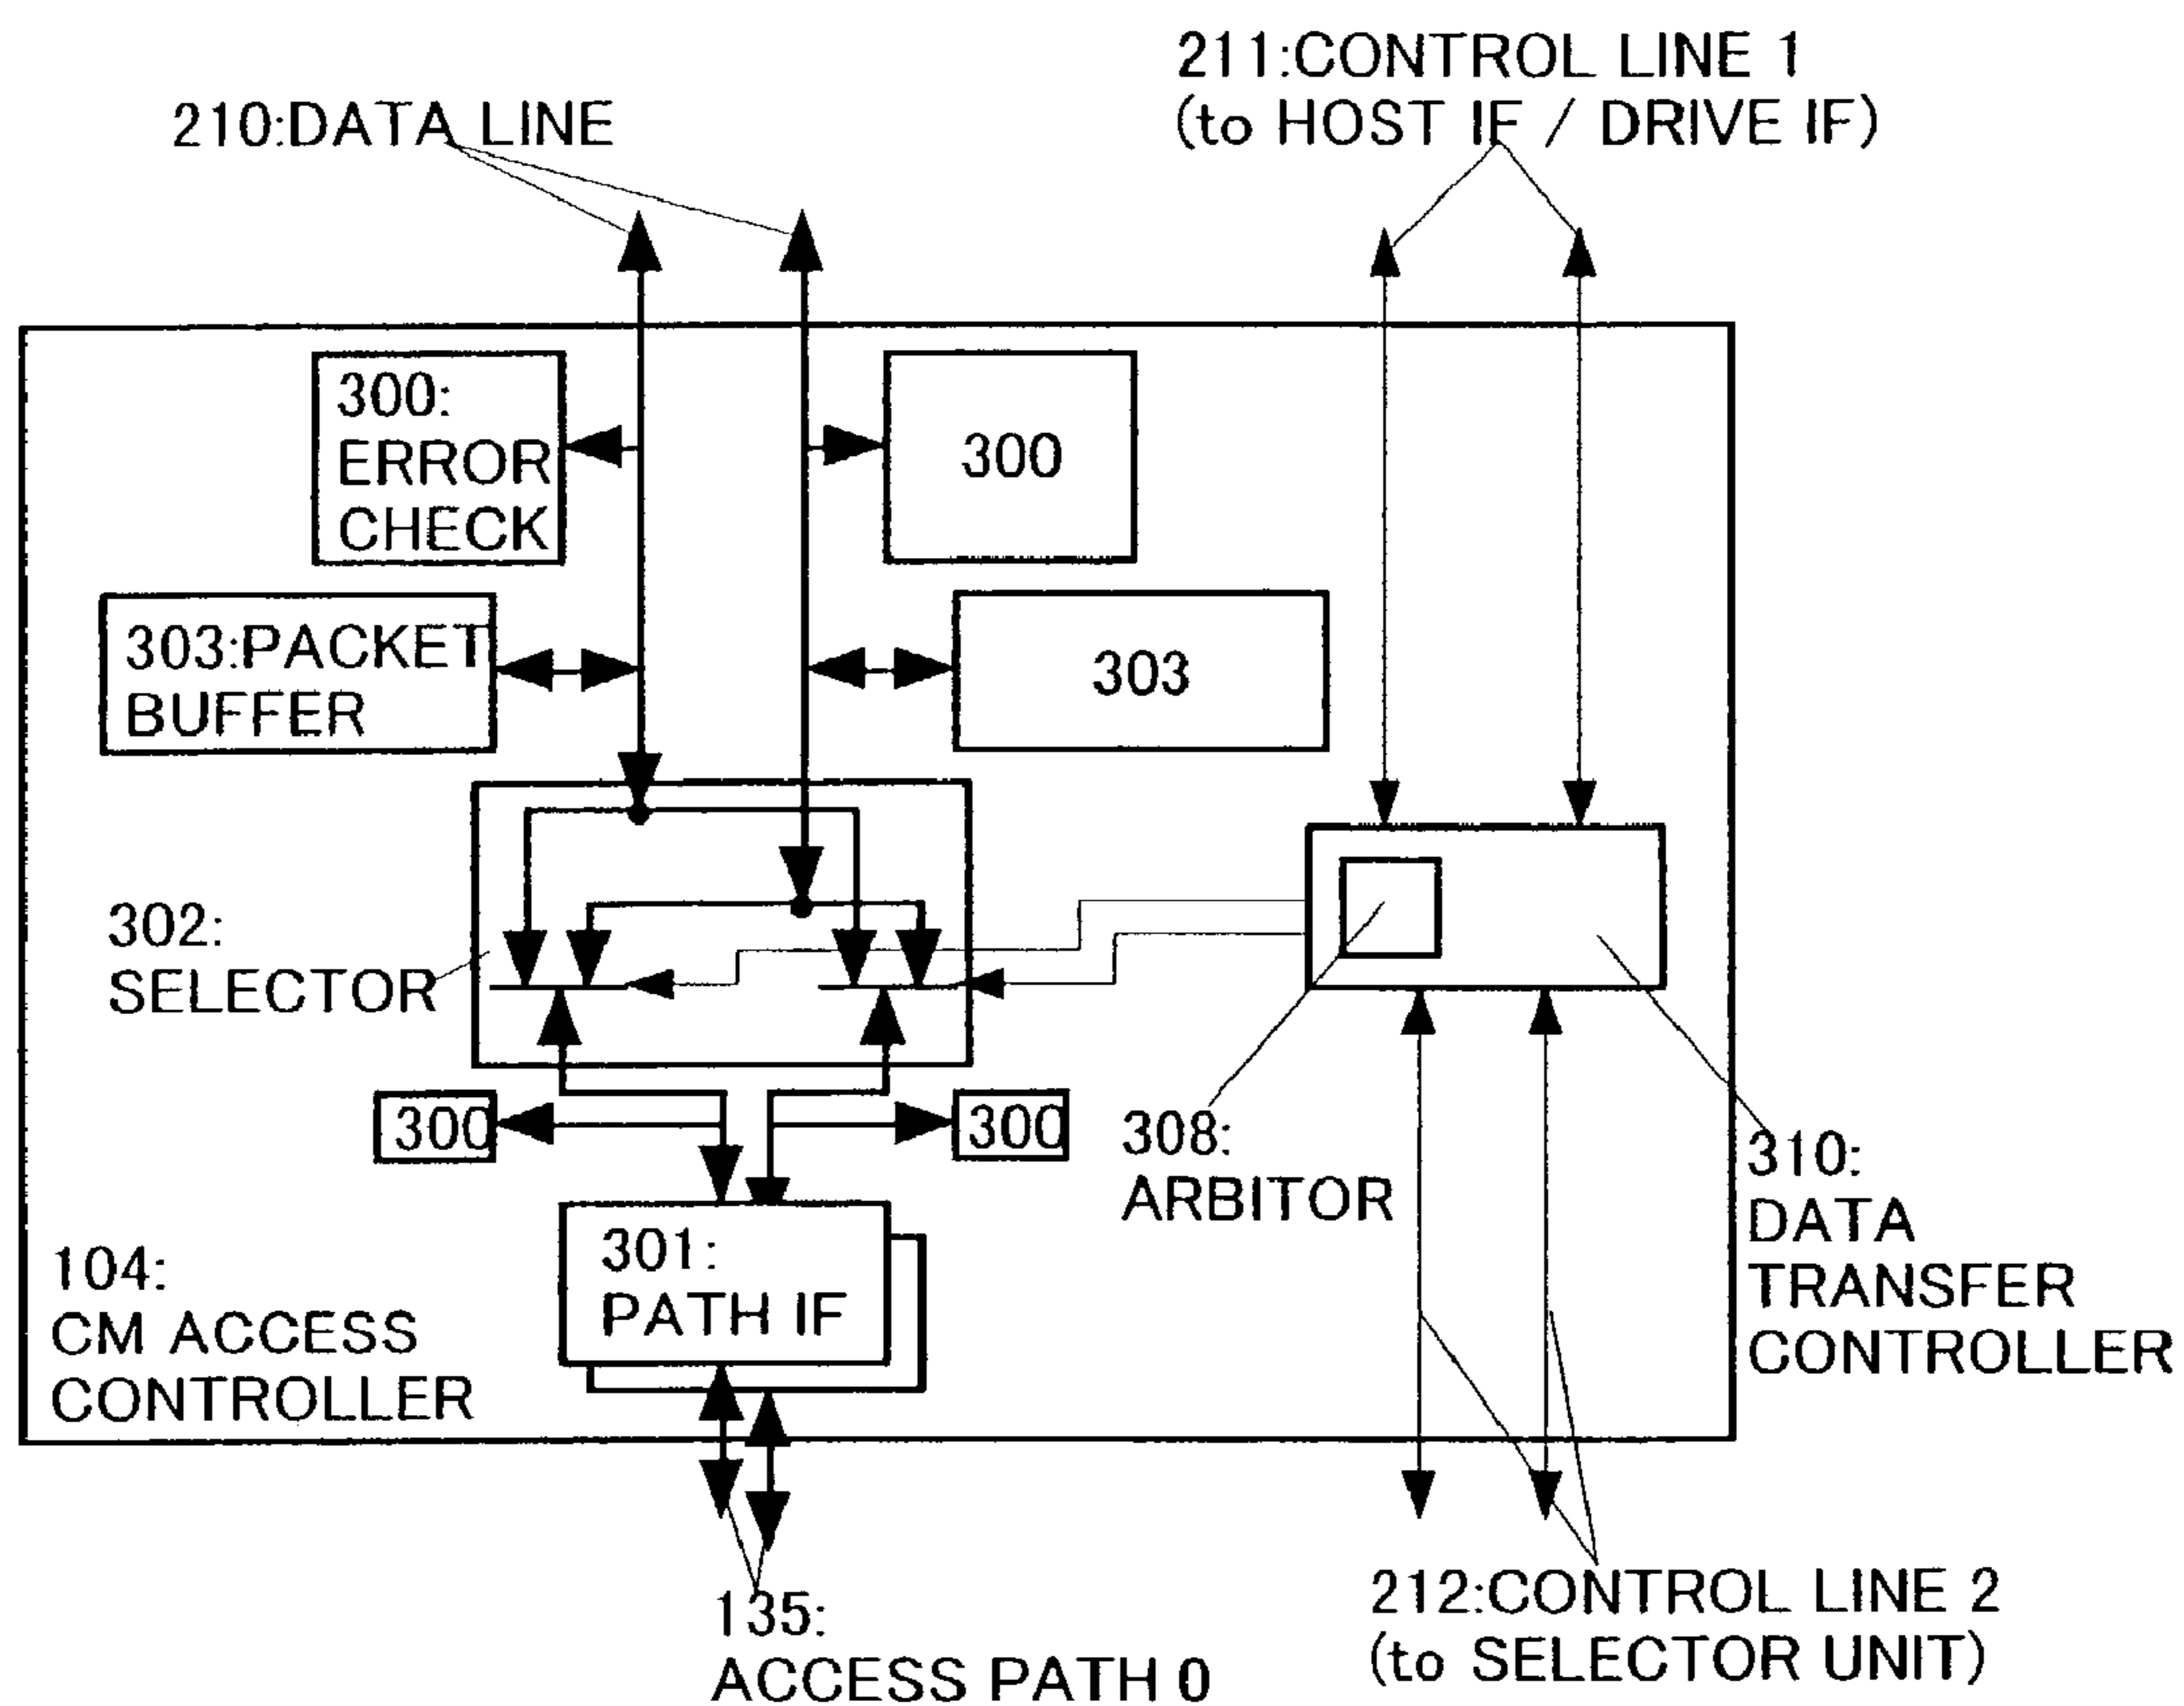 211:CONTROL LINE 1
(to HOST IF / DRIVE IF)
210:DATA LINE
300:
ERROR
CHECK
300
303:PACKET
BUFFER
303
302:
SELECTOR
300
300
308:
ARBITOR
310:
DATA
TRANSFER
CONTROLLER
301:
PATH IF
104:
CM ACCESS
CONTROLLER
135:
ACCESS PATH 0
212:CONTROL LINE 2
(to SELECTOR UNIT)